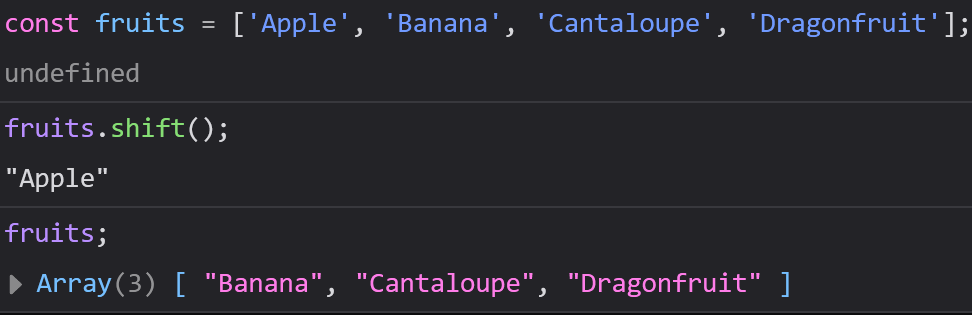 const fruits = ['Apple', 'Banana', 'Cantaloupe', 'Dragonfruit'];
undefined
fruits.shift();
"Apple"
fruits;
Array(3) [ "Banana", "Cantaloupe", "Dragonfruit" ]